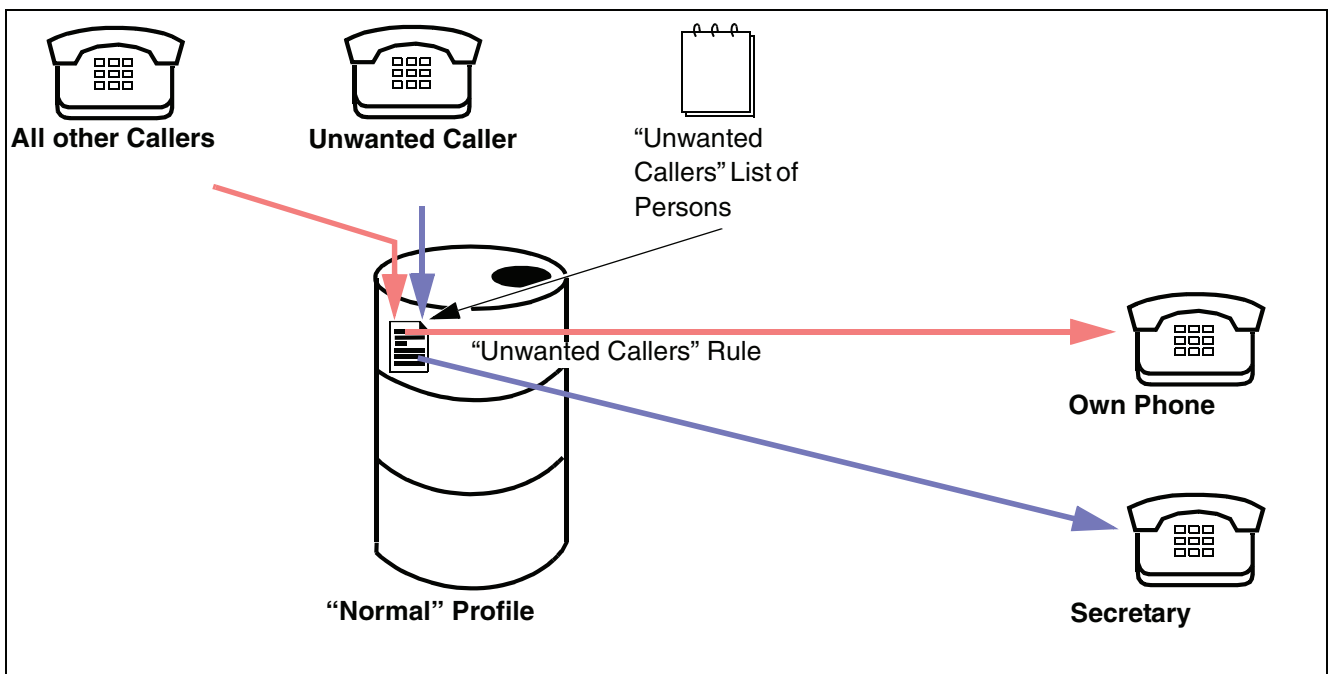 All other Callers
Unwanted Caller
“Unwanted
Callers” List of
Persons
“Unwanted Callers” Rule
Own Phone
“Normal” Profile
Secretary